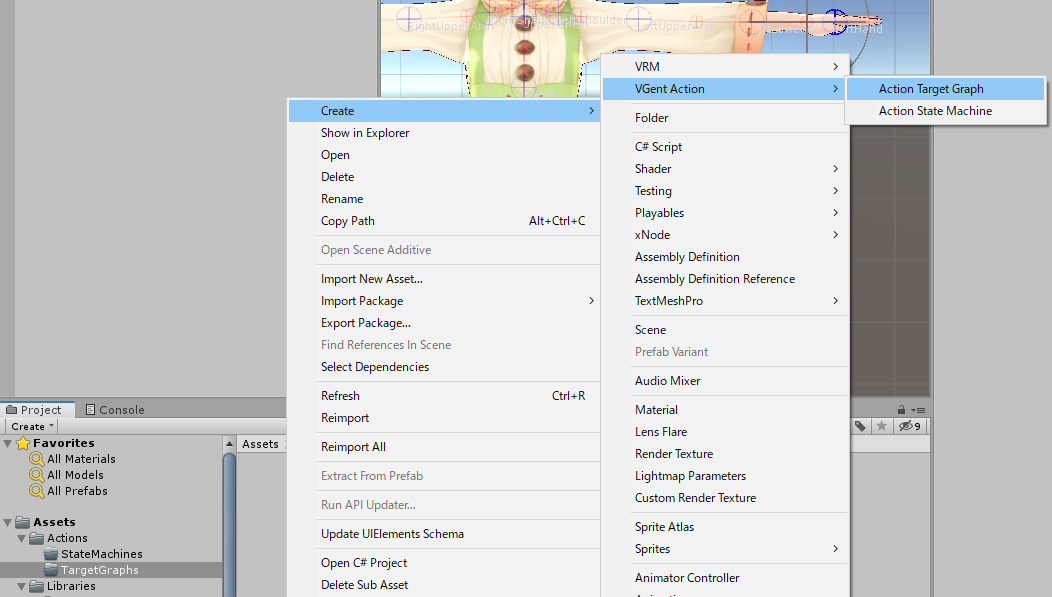 RightUpperArm
VRM
VGent Action
Action Target Graph
Action State Machine
Create
Show in Explorer
Open
Delete
Rename
Copy Path Alt+Ctrl+C
Open Scene Additive
Import New Asset...
Import Package
Export Package...
Find References In Scene
Select Dependencies
Refresh Ctrl+R
Reimport
Reimport All
Extract From Prefab
Run API Updater...
Update UIElements Schema
Open C# Project
Delete Sub Asset
Folder
C# Script
Shader
Testing
Playables
xNode
Assembly Definition
Assembly Definition Reference
TextMeshPro
Scene
Prefab Variant
Audio Mixer
Material
Lens Flare
Render Texture
Lightmap Parameters
Custom Render Texture
Sprite Atlas
Sprites
Animator Controller
Project Console
Create
9
Favorites
All Materials
All Models
All Prefabs
Assets
Actions
StateMachines
TargetGraphs
Libraries
Assets